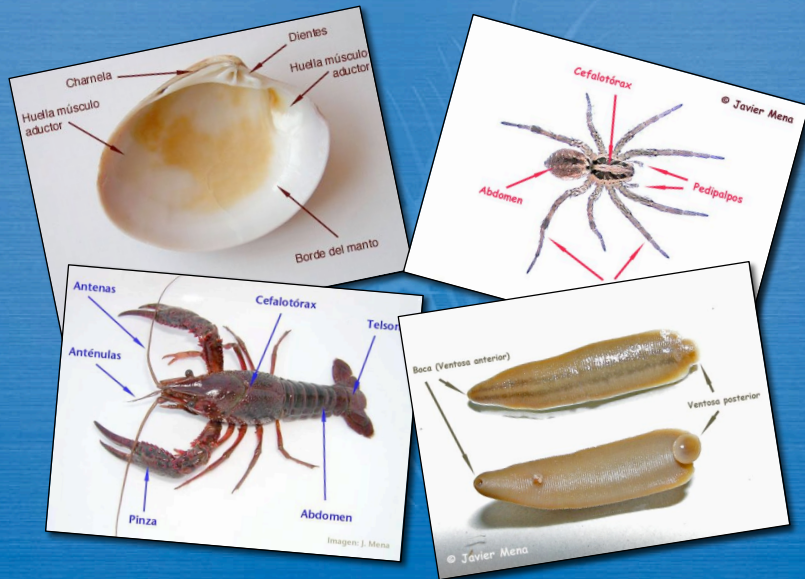 Dientes
Charnela
Huella músculo
aductor
Huella músculo
aductor
Borde del manto
Cefalotórax
© Javier Mena
Abdomen
Pedipalpos
Antenas
Cefalotórax
Telson
Anténulas
Pinza
Abdomen
Imagen: J. Mena
Boca (Ventosa anterior)
Ventosa posterior
© Javier Mena